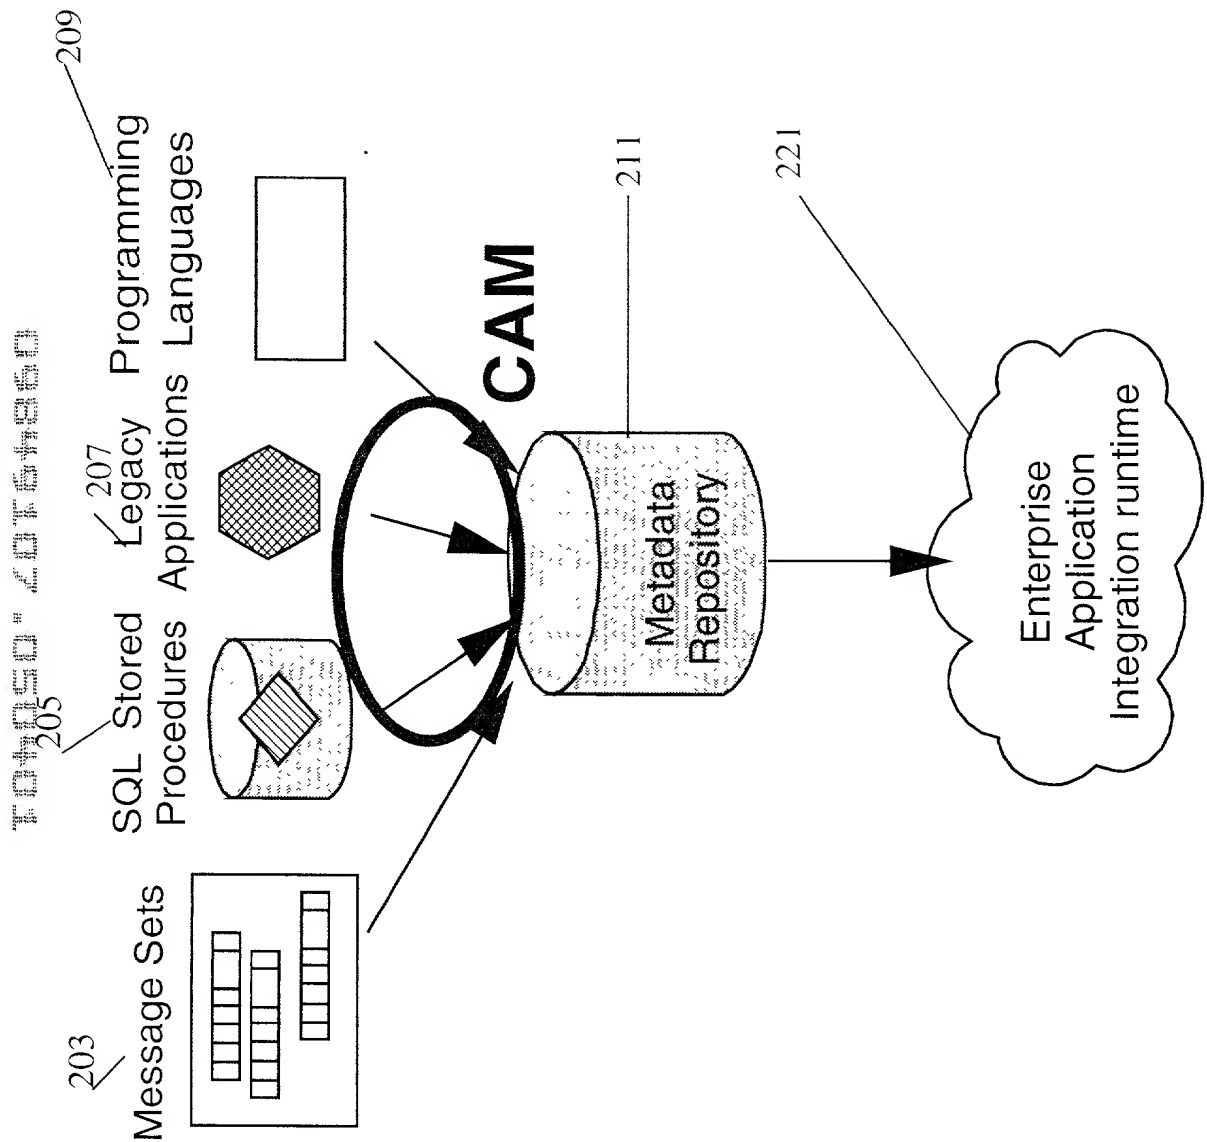 203
Message Sets
205
SQL Stored
Procedures
207
Legacy
Applications
209
Programming
Languages
CAM
211
Metadata
Repository
221
Enterprise
Application
Integration runtime